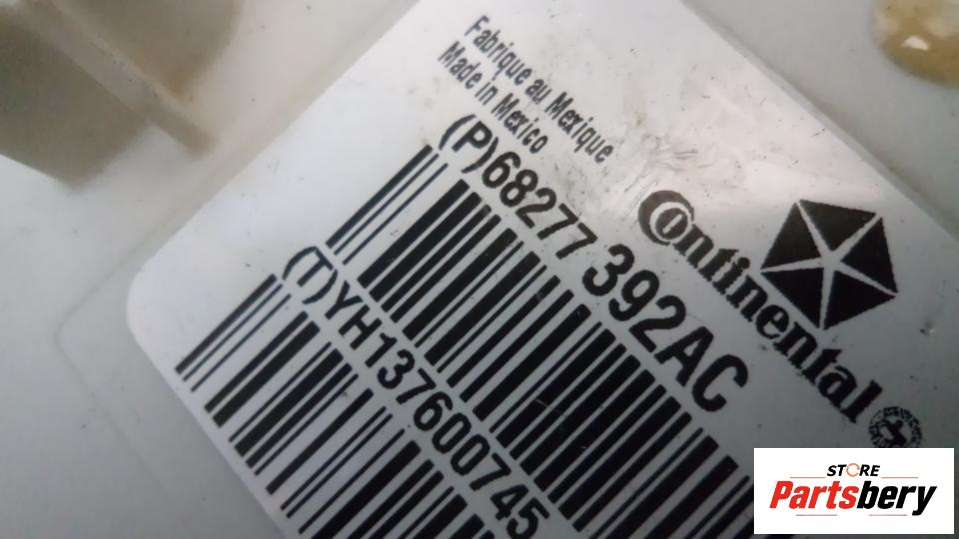 Fabrique au Mexique
Made in Mexico
(P)68277 392AC
Continental
(T)YH137600745
STORE
Partsbery